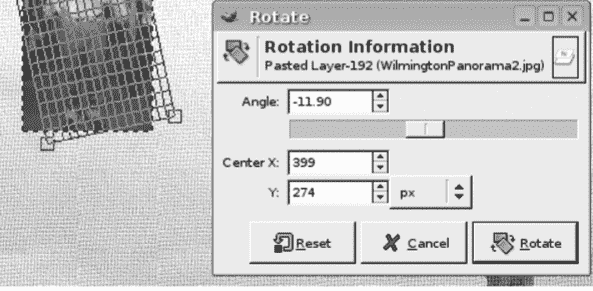 Rotate
Rotation Information
Pasted Layer-192 (WilmingtonPanorama2.jpg)
Angle: -11.90
Center X: 399
Y: 274 px
Reset Cancel Rotate